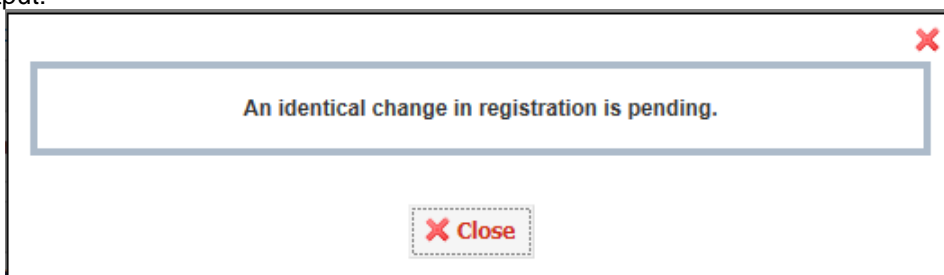 An identical change in registration is pending.
Close